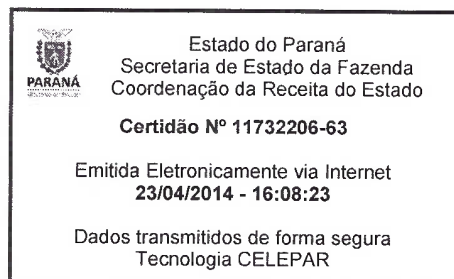 PARANÁ
Estado do Paraná
Secretaria de Estado da Fazenda
Coordenação da Receita do Estado
Certidão Nº 11732206-63
Emitida Eletronicamente via Internet
23/04/2014 - 16:08:23
Dados transmitidos de forma segura
Tecnologia CELEPAR